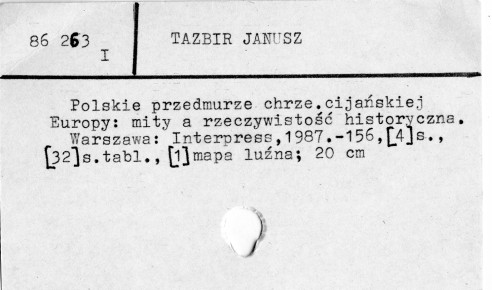 86 263
I
TAZBIR JANUSZ
Polskie przedmurze chrze.cijańskiej
Europy: mity a rzeczywistość historyczna.
Warszawa: Interpress,1987.-156,[4]s.,
[32]s.tabl., [1]mapa luźna; 20 cm